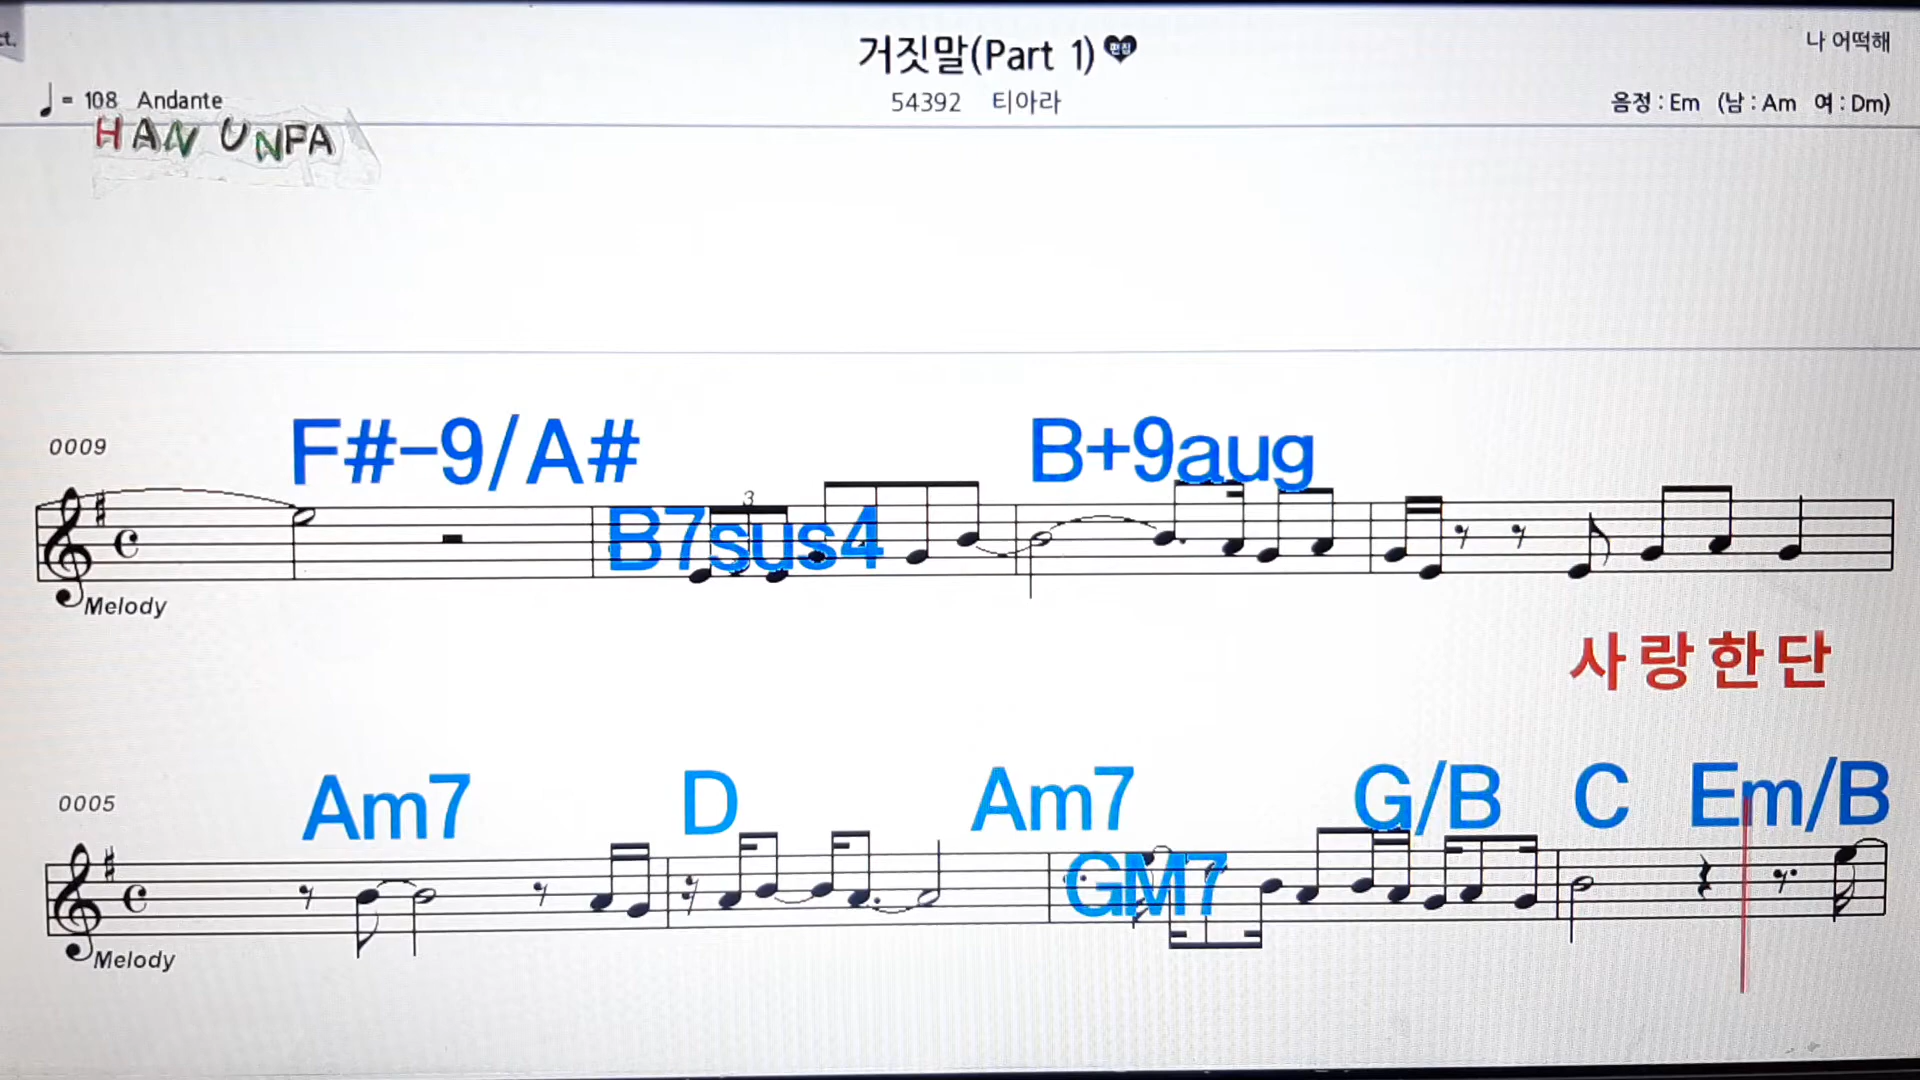 ct.
거짓말(Part 1) 편집
나 어떡해
♩ = 108 Andante
54392 티아라
음정 : Em (남 : Am 여 : Dm)
HAN UNPA
0009
F#-9/A#
B+9aug
3
B7sus4
Melody
사랑한단
0005
Am7 D Am7 G/B C Em/B
GM7
Melody